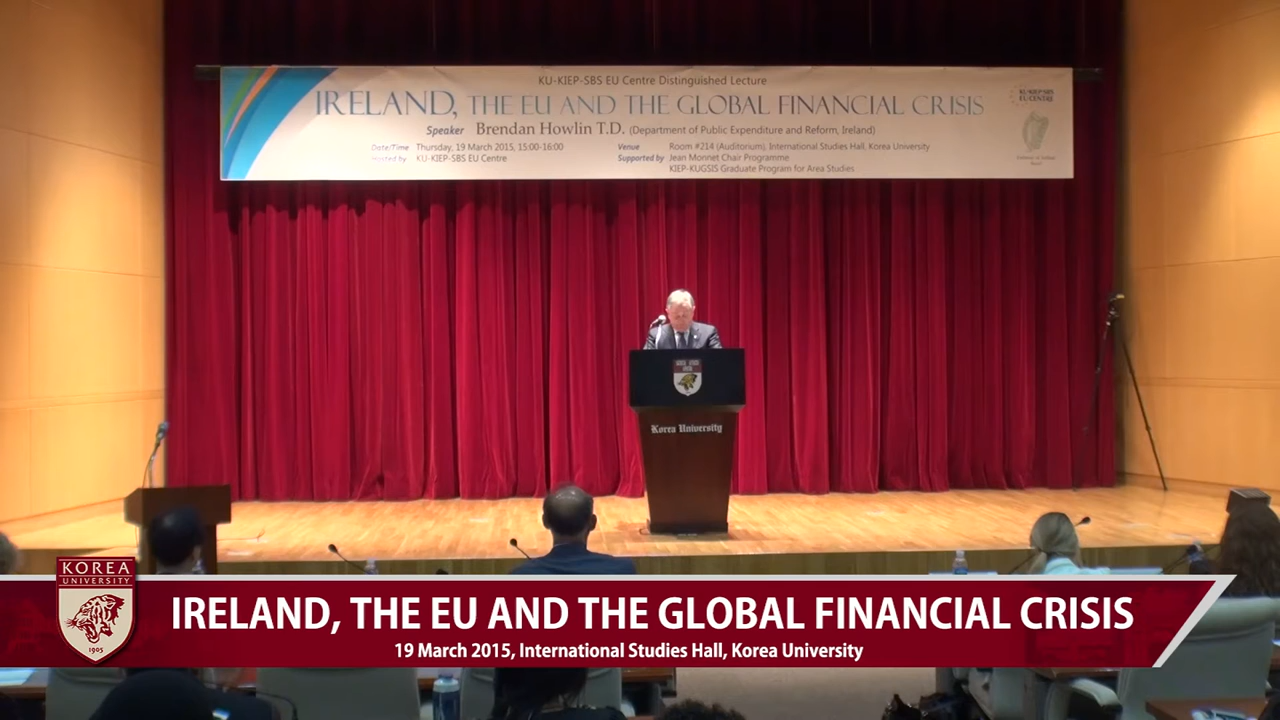 KU-KIEP-SBS EU Centre Distinguished Lecture
IRELAND, THE EU AND THE GLOBAL FINANCIAL CRISIS
Speaker Brendan Howlin T.D. (Department of Public Expenditure and Reform, Ireland)
Date/Time Thursday, 19 March 2015, 15:00-16:00
Hosted by KU-KIEP-SBS EU Centre
Venue Room #214 (Auditorium), International Studies Hall, Korea University
Supported by Jean Monnet Chair Programme
KIEP-KUGSIS Graduate Program for Area Studies
KU-KIEP-SBS
EU CENTRE
Korea University
KOREA
UNIVERSITY
1905
IRELAND, THE EU AND THE GLOBAL FINANCIAL CRISIS
19 March 2015, International Studies Hall, Korea University